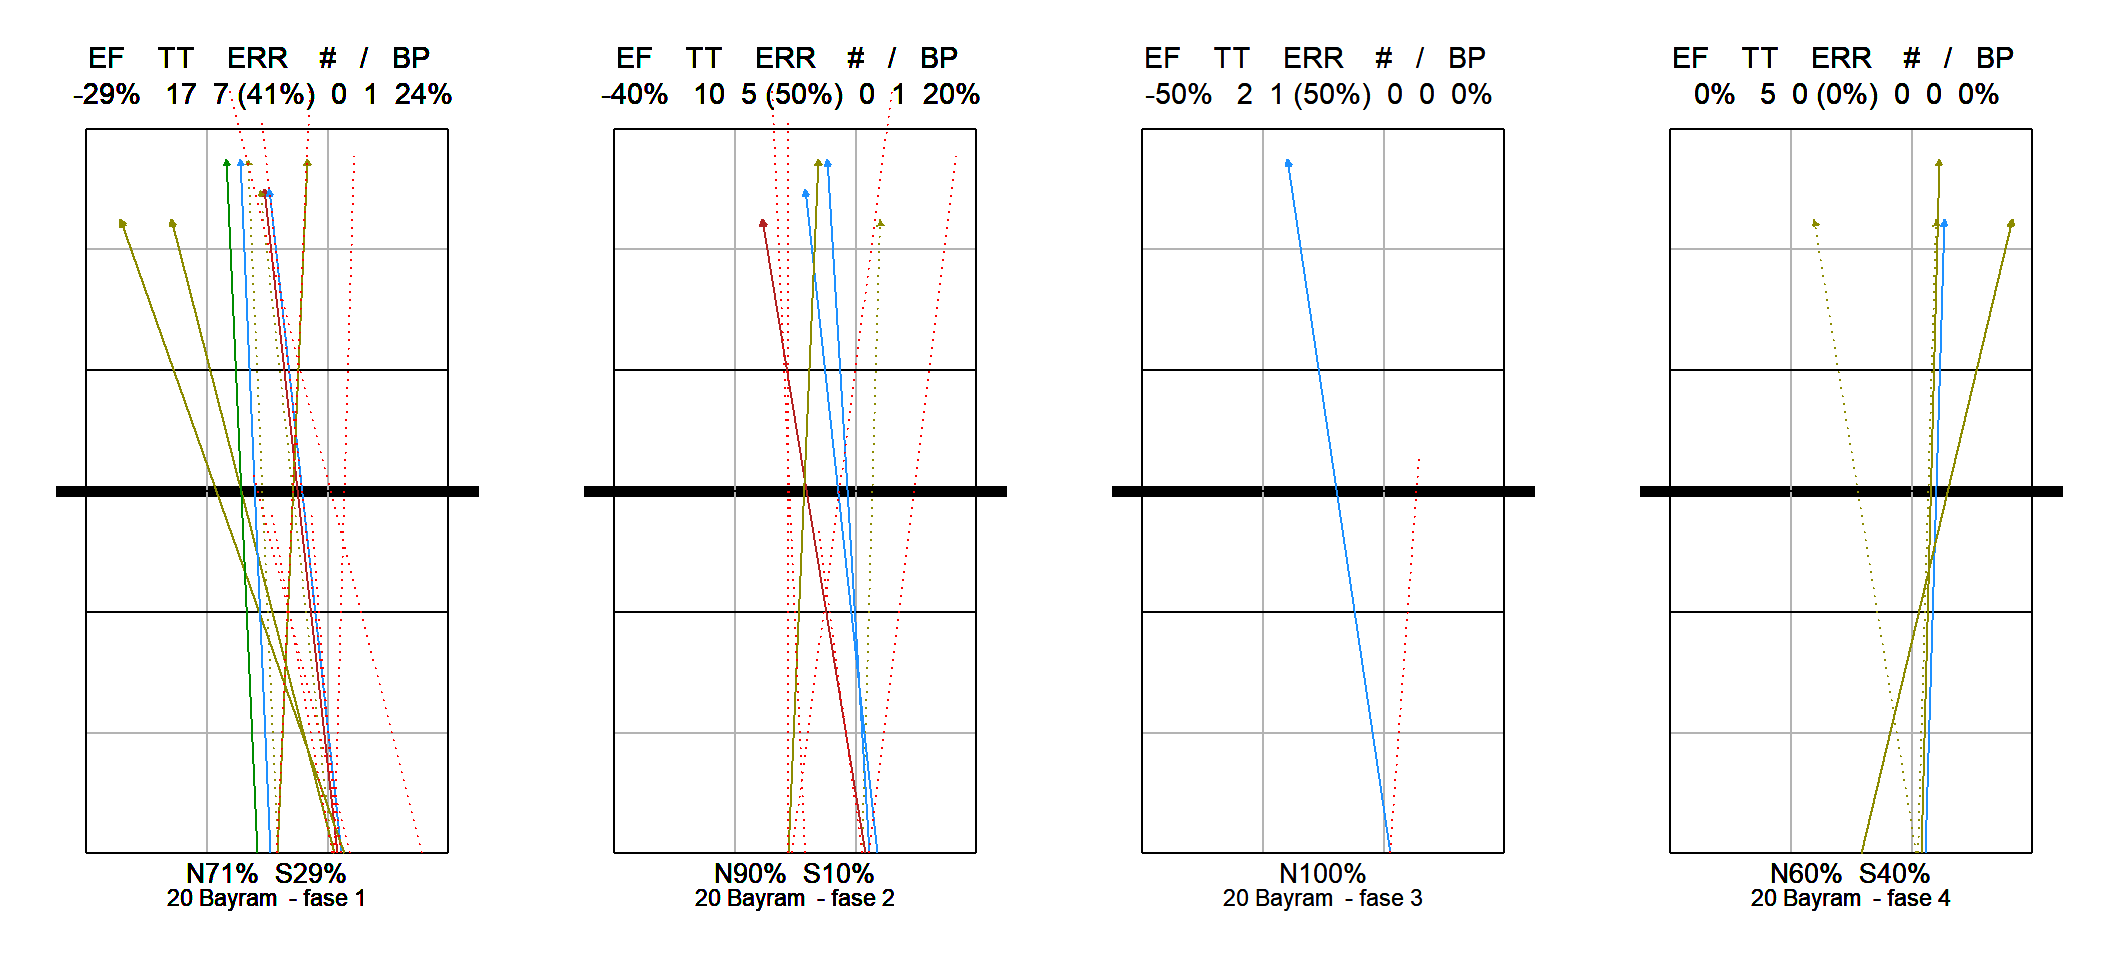 EF TT ERR # / BP
-29% 17 7 (41%) 0 1 24%
N71% S29%
20 Bayram - fase 1
EF TT ERR # / BP
-40% 10 5 (50%) 0 1 20%
N90% S10%
20 Bayram - fase 2
EF TT ERR # / BP
-50% 2 1 (50%) 0 0 0%
N100%
20 Bayram - fase 3
EF TT ERR # / BP
0% 5 0 (0%) 0 0 0%
N60% S40%
20 Bayram - fase 4